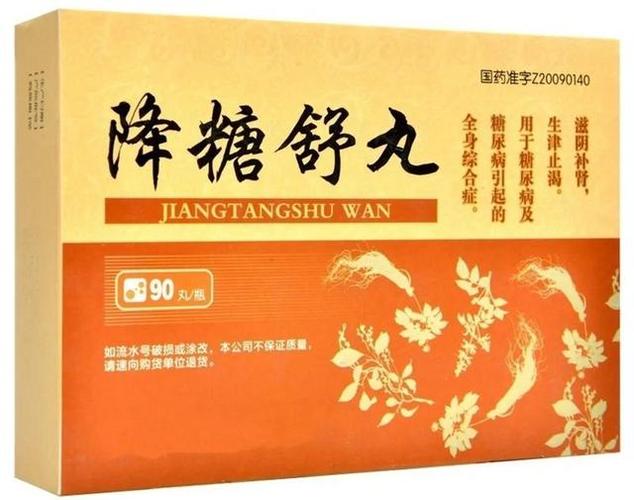 国药准字Z20090140
降糖舒丸
JIANGTANGSHU WAN
滋阴补肾，
生津止渴。
用于糖尿病及
糖尿病引起的
全身综合症。
90丸/瓶
如流水号破损或涂改，本公司不保证质量，
请速向购货单位退货。